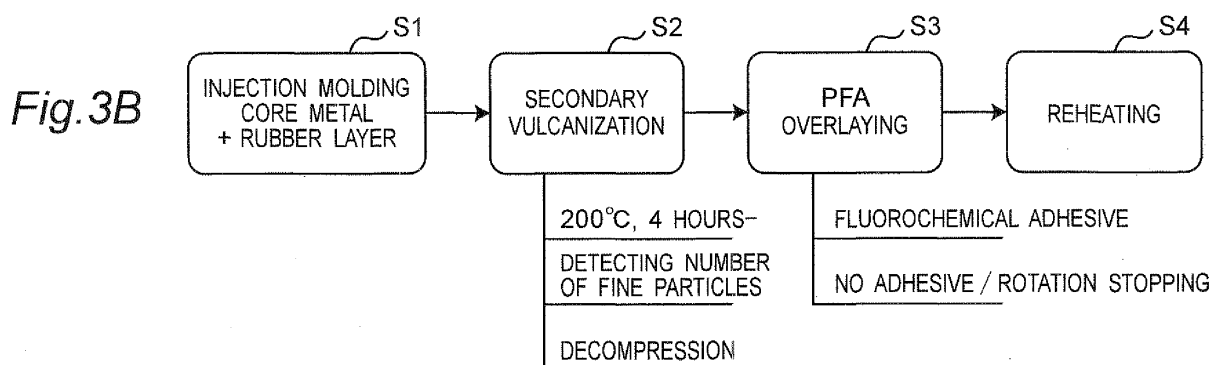 Fig.3B
S1
INJECTION MOLDING
CORE METAL
+ RUBBER LAYER
S2
SECONDARY
VULCANIZATION
S3
PFA
OVERLAYING
S4
REHEATING
200°C, 4 HOURS–
DETECTING NUMBER
OF FINE PARTICLES
DECOMPRESSION
FLUOROCHEMICAL ADHESIVE
NO ADHESIVE / ROTATION STOPPING